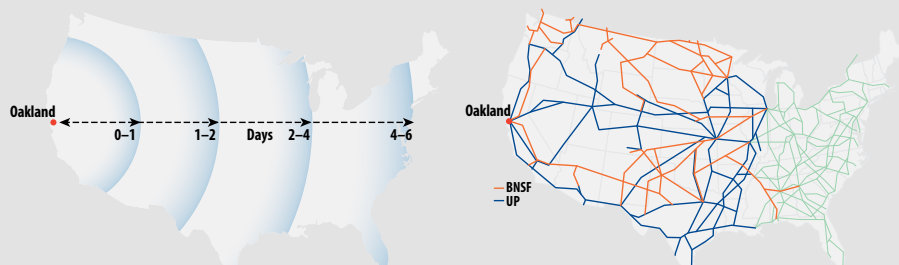 Oakland
0–1
1–2
Days
2–4
4–6
Oakland
BNSF
UP